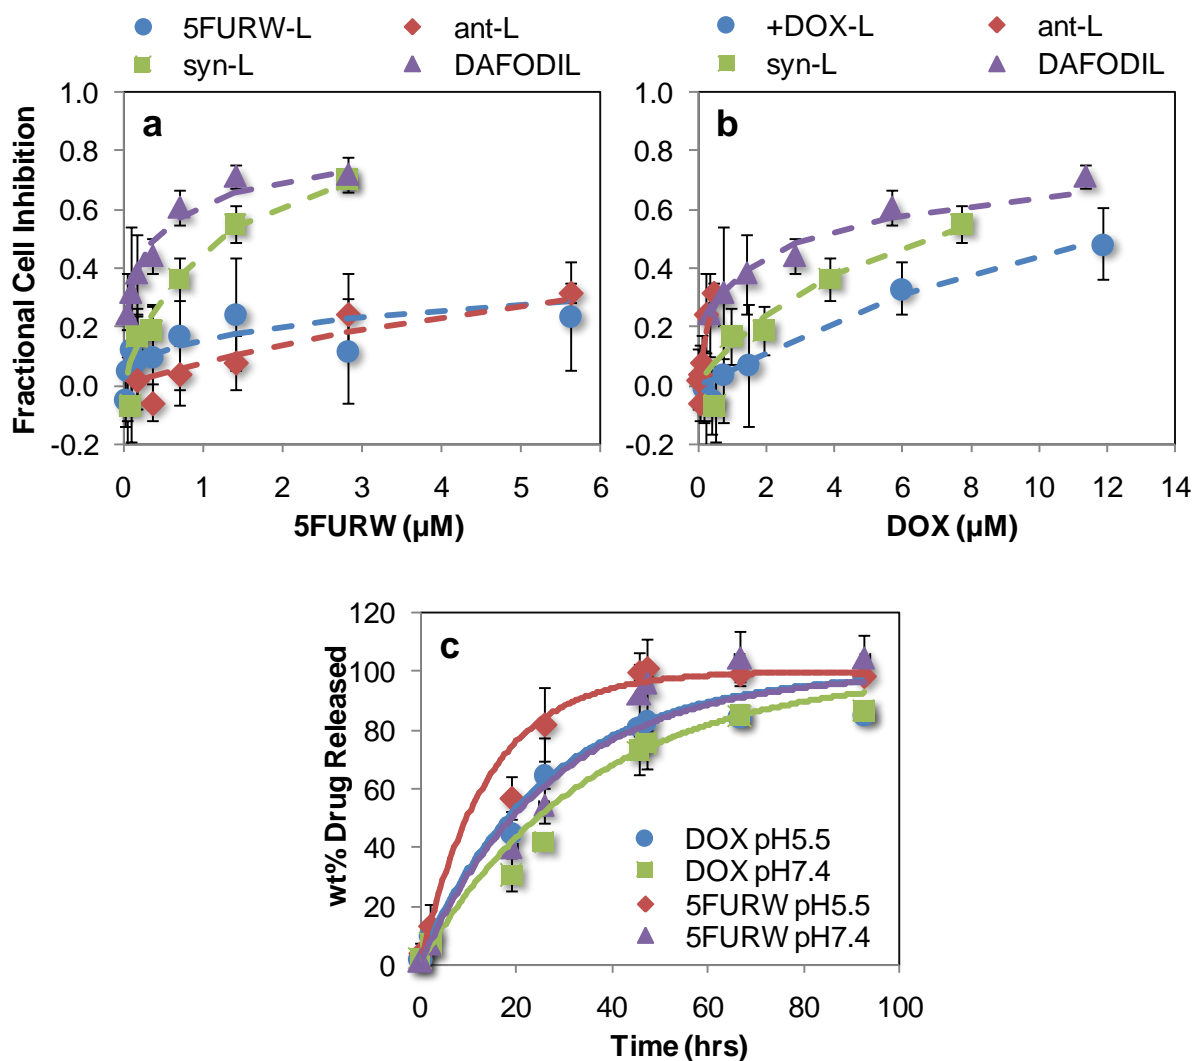 5FURW-L ant-L
syn-L DAFODIL
+DOX-L ant-L
syn-L DAFODIL
Fractional Cell Inhibition
1.0
0.8
0.6
0.4
0.2
0.0
-0.2
a
0 1 2 3 4 5 6
5FURW (µM)
1.0
0.8
0.6
0.4
0.2
0.0
-0.2
b
0 2 4 6 8 10 12 14
DOX (µM)
wt% Drug Released
120
100
80
60
40
20
0
c
DOX pH5.5
DOX pH7.4
5FURW pH5.5
5FURW pH7.4
0 20 40 60 80 100
Time (hrs)